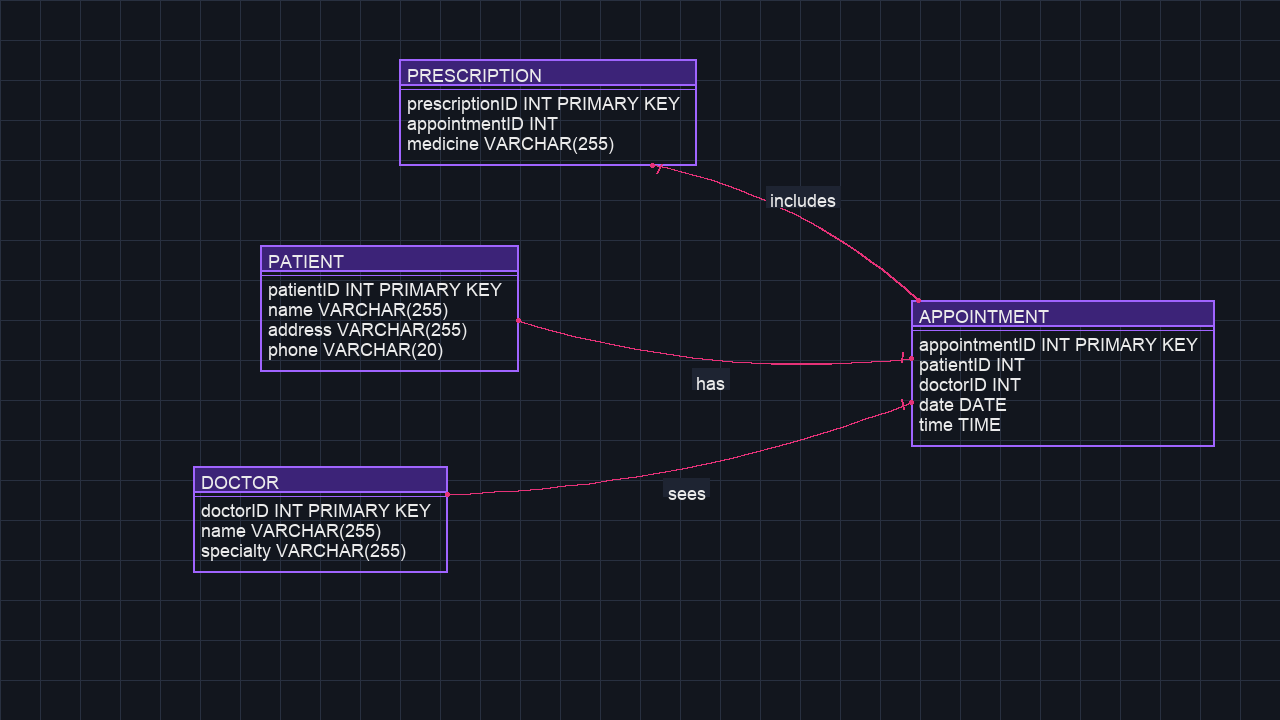 PRESCRIPTION
prescriptionID INT PRIMARY KEY
appointmentID INT
medicine VARCHAR(255)
includes
PATIENT
patientID INT PRIMARY KEY
name VARCHAR(255)
address VARCHAR(255)
phone VARCHAR(20)
has
APPOINTMENT
appointmentID INT PRIMARY KEY
patientID INT
doctorID INT
date DATE
time TIME
DOCTOR
doctorID INT PRIMARY KEY
name VARCHAR(255)
specialty VARCHAR(255)
sees